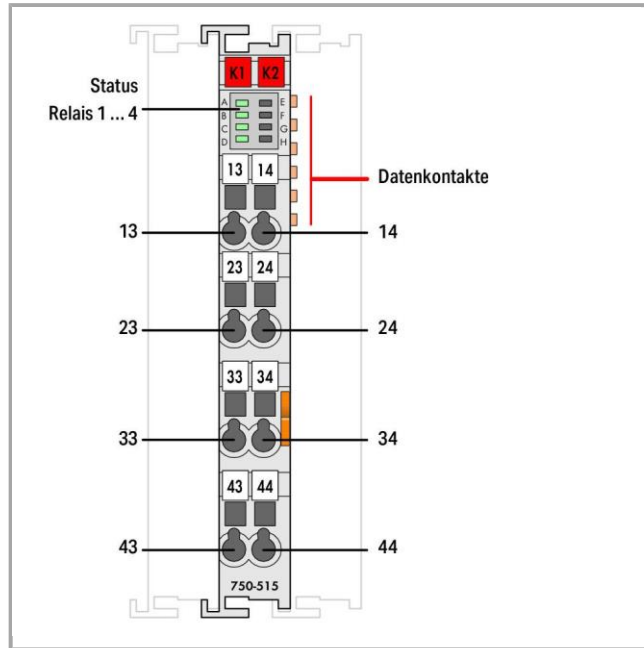 K1 K2
Status
Relais 1 ... 4
A E
B F
C G
D H
13 14
Datenkontakte
13 14
23 24
23 24
33 34
33 34
43 44
43 44
750-515